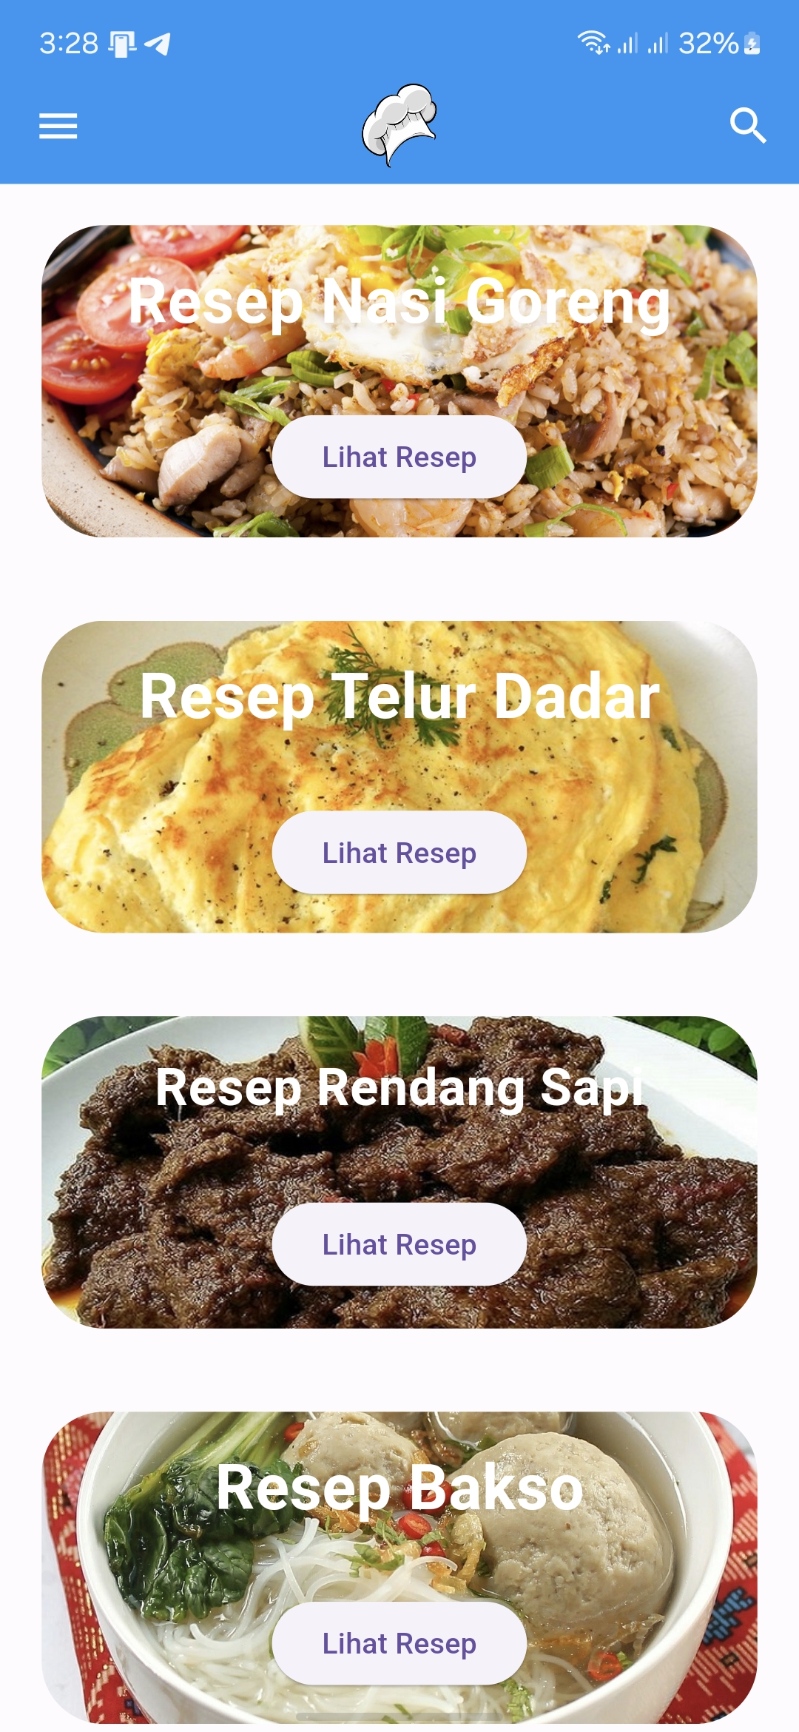 3:28 32%
Resep Nasi Goreng
Lihat Resep
Resep Telur Dadar
Lihat Resep
Resep Rendang Sapi
Lihat Resep
Resep Bakso
Lihat Resep